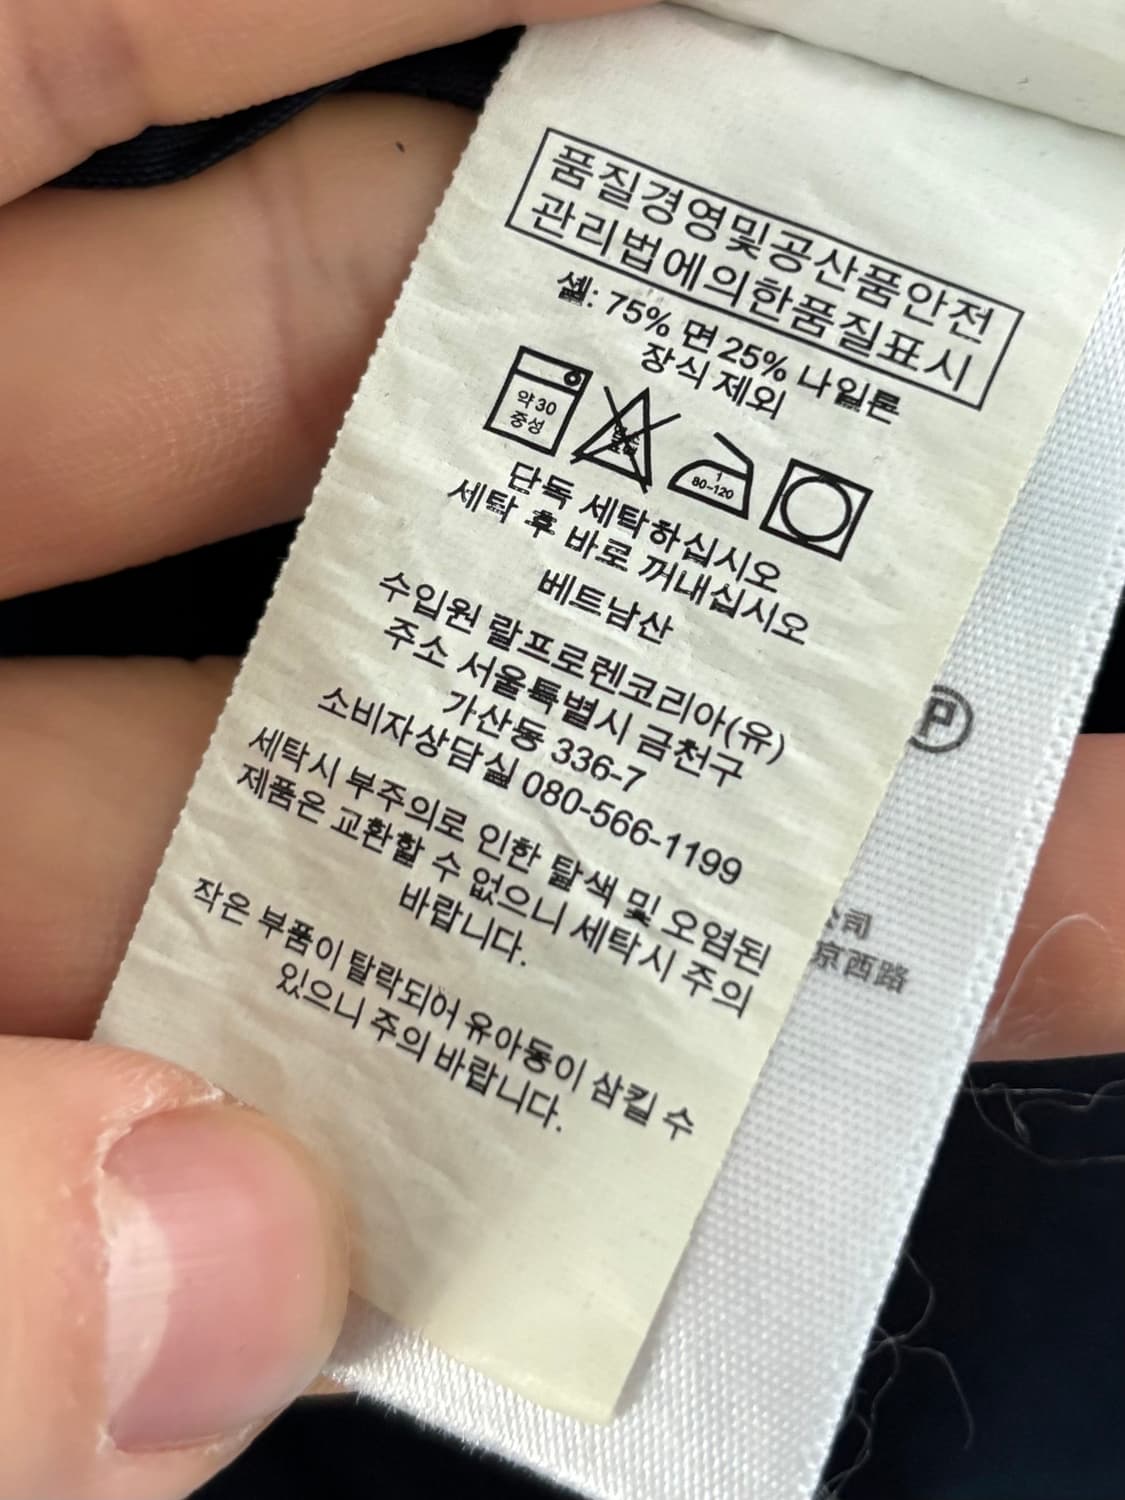 품질경영및공산품안전
관리법에의한품질표시
셸: 75% 면 25% 나일론
장식 제외
약 30
중성
1
80-120
단독 세탁하십시오
세탁 후 바로 꺼내십시오
베트남산
수입원 랄프로렌코리아(유)
주소 서울특별시 금천구
가산동 336-7
소비자상담실 080-566-1199
세탁시 부주의로 인한 탈색 및 오염된
제품은 교환할 수 없으니 세탁시 주의
바랍니다.
작은 부품이 탈락되어 유아동이 삼킬 수
있으니 주의 바랍니다.
P
公司
京西路